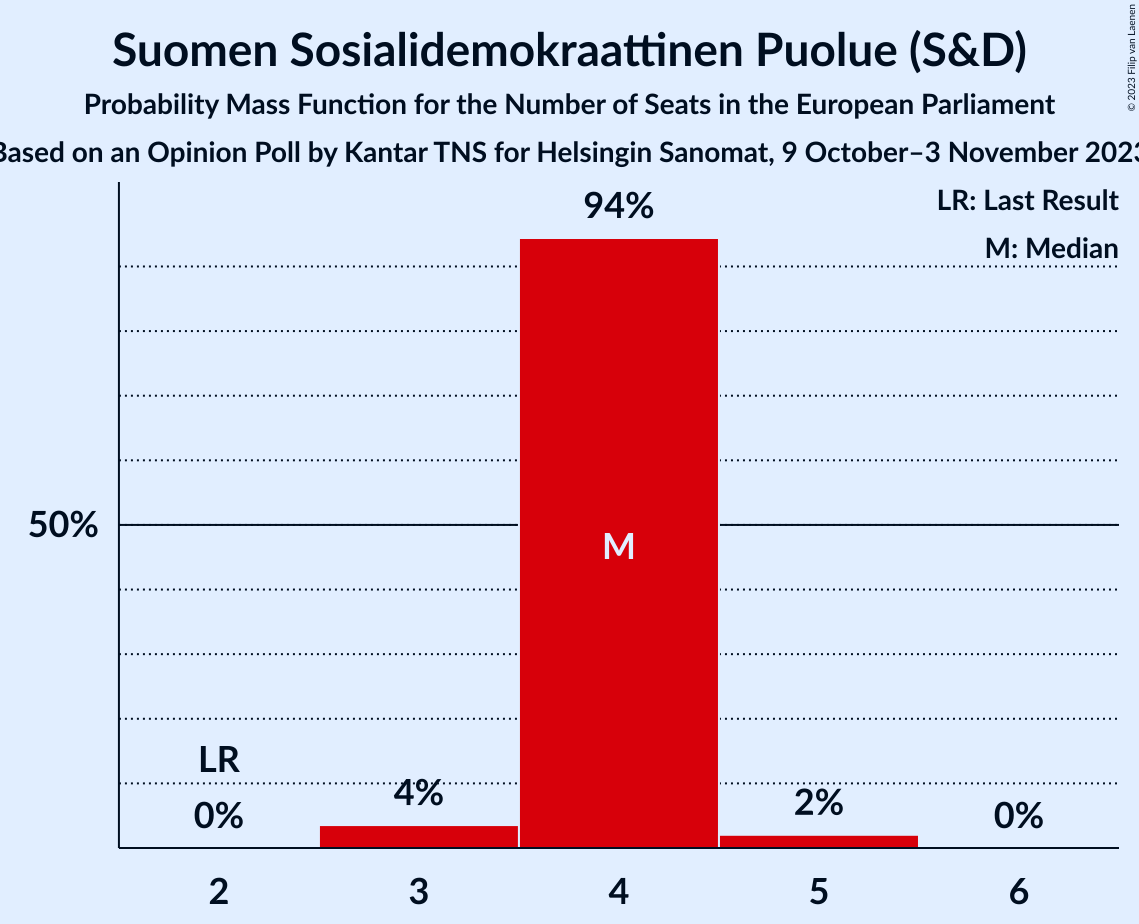 Suomen Sosialidemokraattinen Puolue (S&D)
Probability Mass Function for the Number of Seats in the European Parliament
Based on an Opinion Poll by Kantar TNS for Helsingin Sanomat, 9 October–3 November 2023
© 2023 Filip van Laenen
LR: Last Result
M: Median
94%
50%
M
LR
0%
4%
2%
0%
2
3
4
5
6